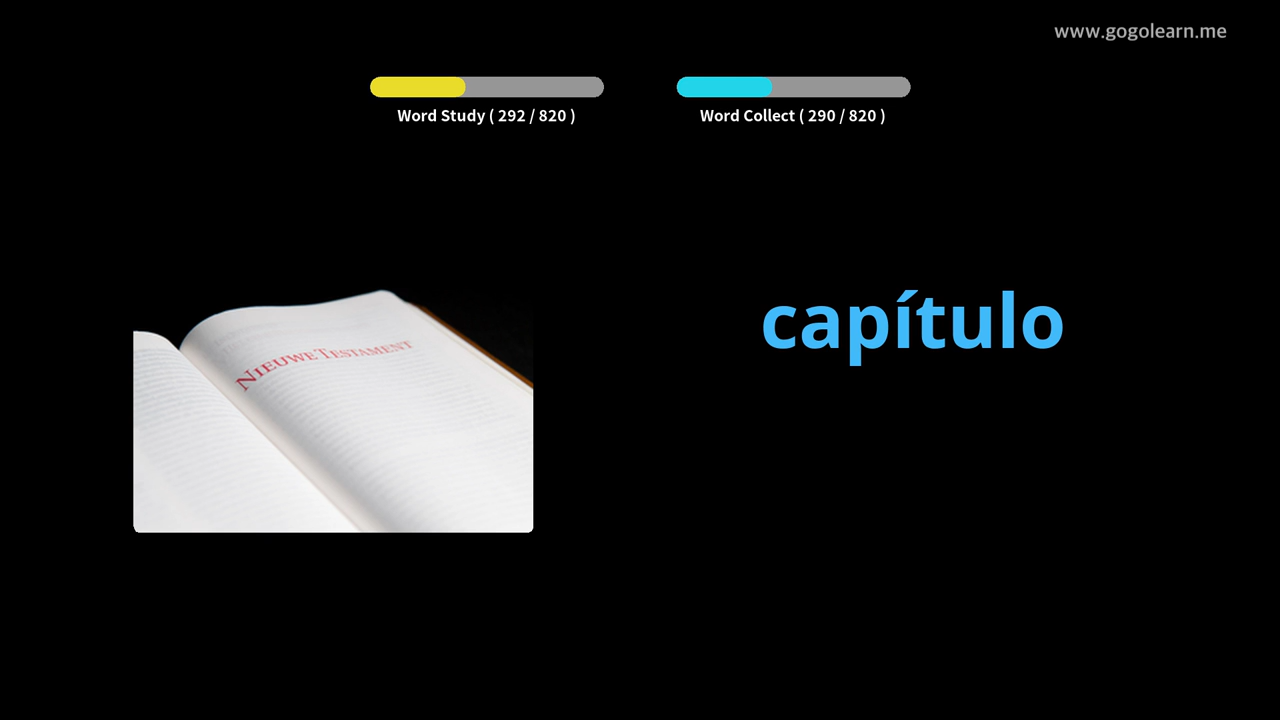 www.gogolearn.me
Word Study ( 292 / 820 )
Word Collect ( 290 / 820 )
capítulo
NIEUWE TESTAMENT